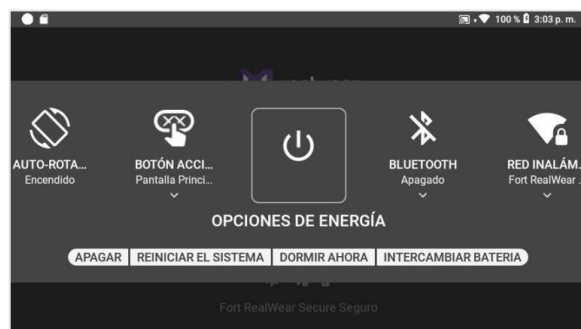 100 % 3:03 p. m.
AUTO-ROTA... BOTÓN ACCI... BLUETOOTH RED INALÁM.
Encendido Pantalla Princi... Apagado Fort RealWear .
OPCIONES DE ENERGÍA
APAGAR REINICIAR EL SISTEMA DORMIR AHORA INTERCAMBIAR BATERIA
Fort RealWear Secure Seguro